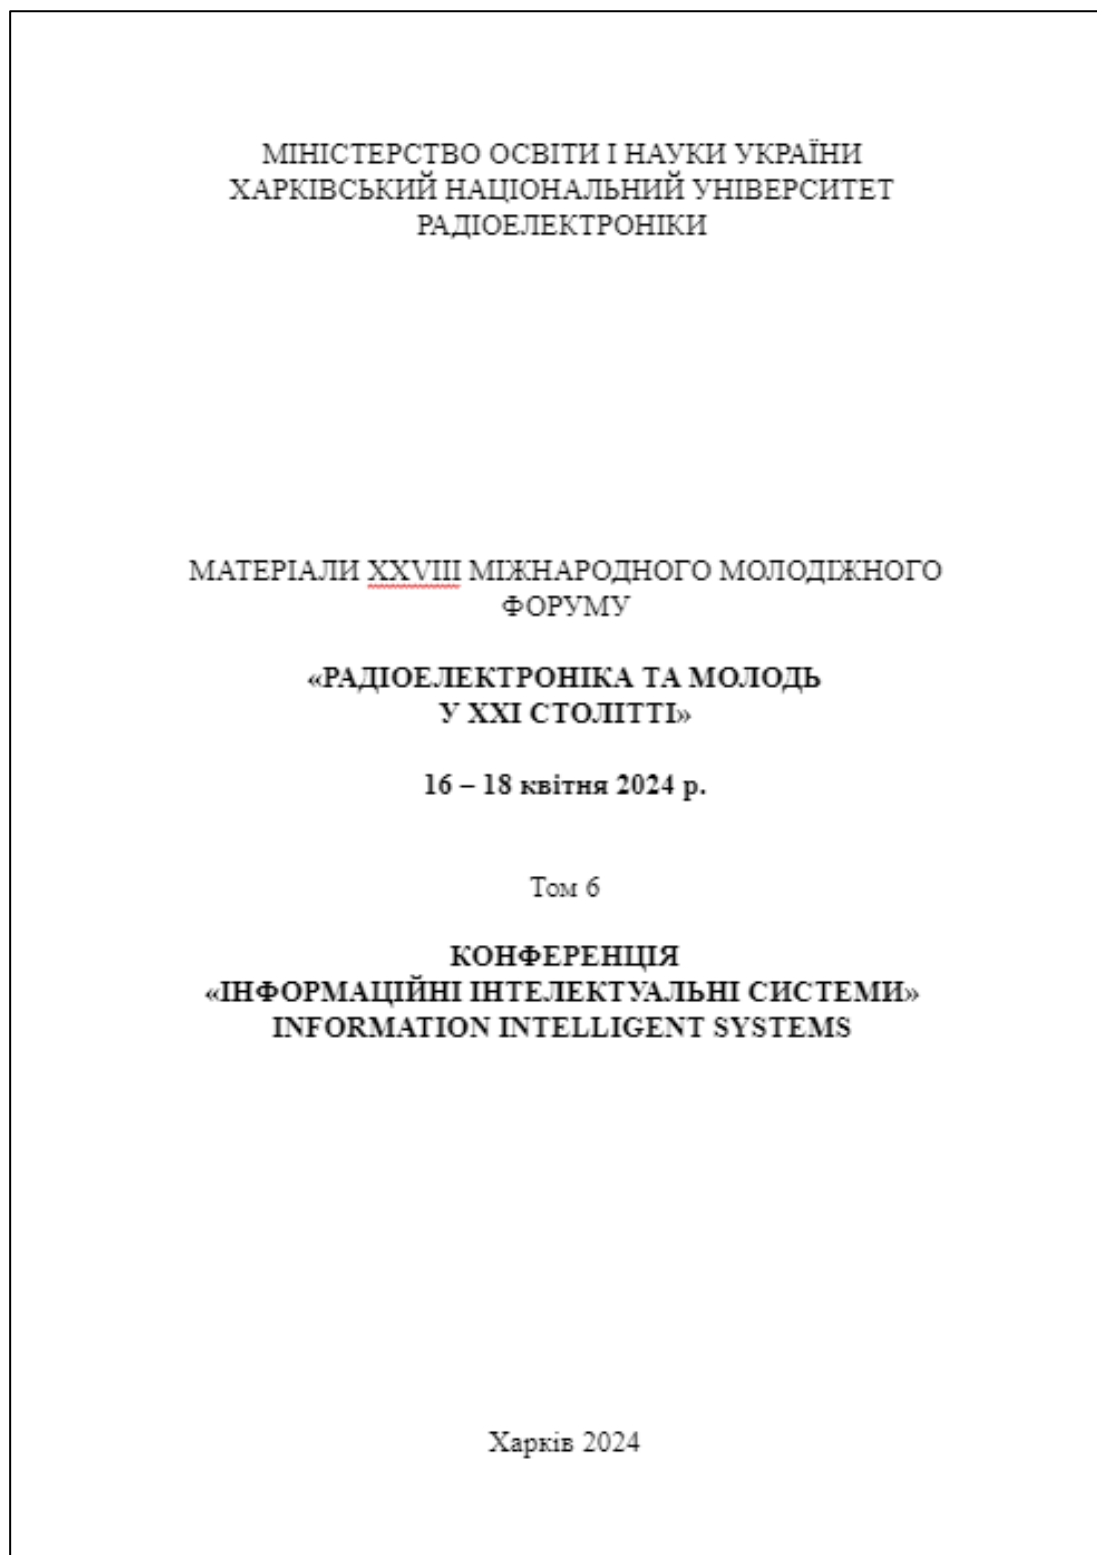 МІНІСТЕРСТВО ОСВІТИ І НАУКИ УКРАЇНИ
ХАРКІВСЬКИЙ НАЦІОНАЛЬНИЙ УНІВЕРСИТЕТ
РАДІОЕЛЕКТРОНІКИ
МАТЕРІАЛИ XXVIII МІЖНАРОДНОГО МОЛОДІЖНОГО
ФОРУМУ
«РАДІОЕЛЕКТРОНІКА ТА МОЛОДЬ
У XXI СТОЛІТТІ»
16 – 18 квітня 2024 р.
Том 6
КОНФЕРЕНЦІЯ
«ІНФОРМАЦІЙНІ ІНТЕЛЕКТУАЛЬНІ СИСТЕМИ»
INFORMATION INTELLIGENT SYSTEMS
Харків 2024